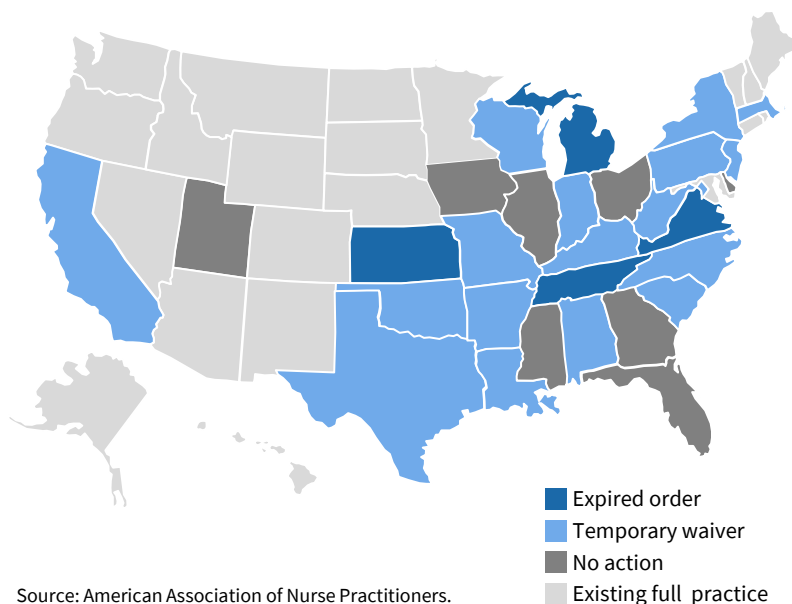 Expired order
Temporary waiver
No action
Existing full practice
Source: American Association of Nurse Practitioners.